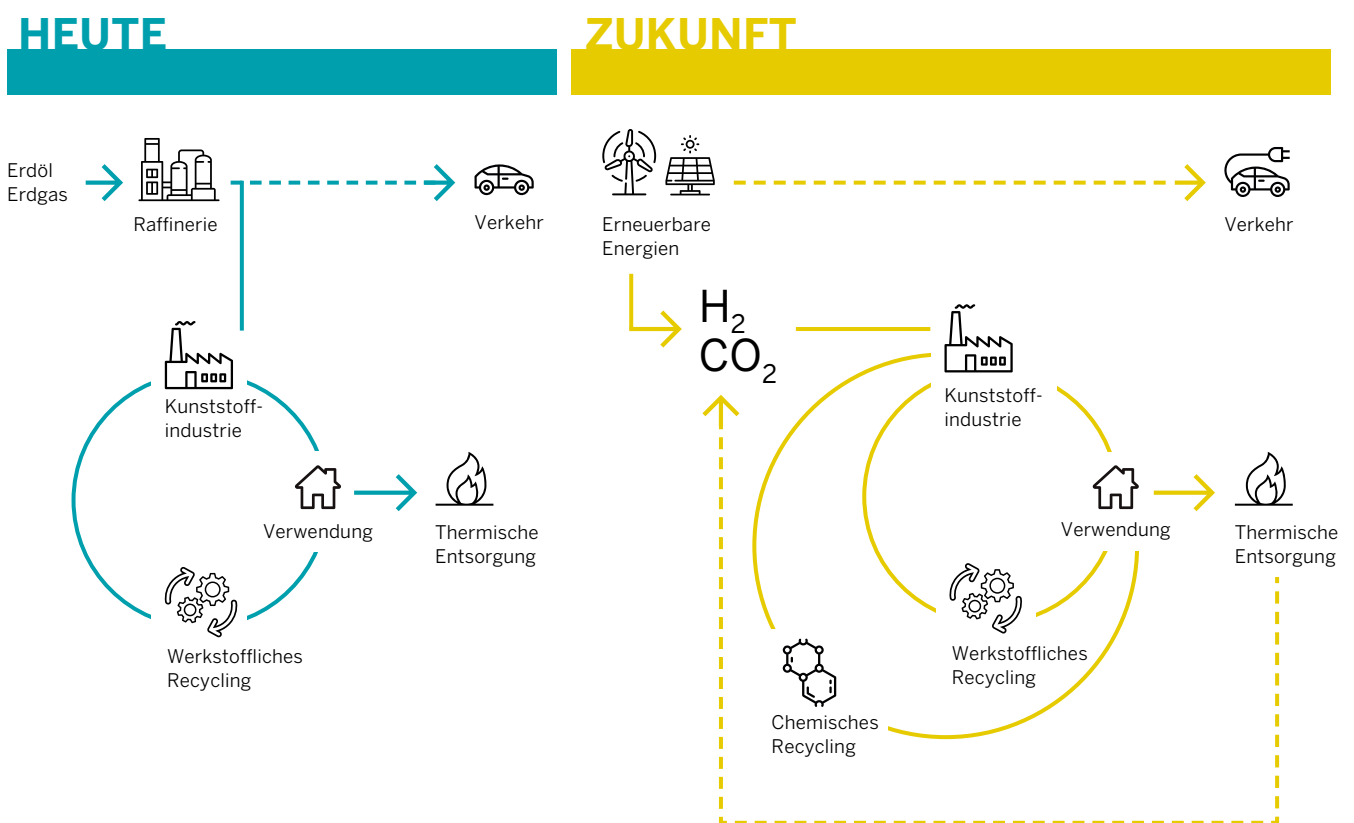 HEUTE
ZUKUNFT
Erdöl
Erdgas
Raffinerie
Verkehr
Kunststoff-
industrie
Verwendung
Thermische
Entsorgung
Werkstoffliches
Recycling
Erneuerbare
Energien
Verkehr
H₂
CO₂
Kunststoff-
industrie
Verwendung
Thermische
Entsorgung
Werkstoffliches
Recycling
Chemisches
Recycling